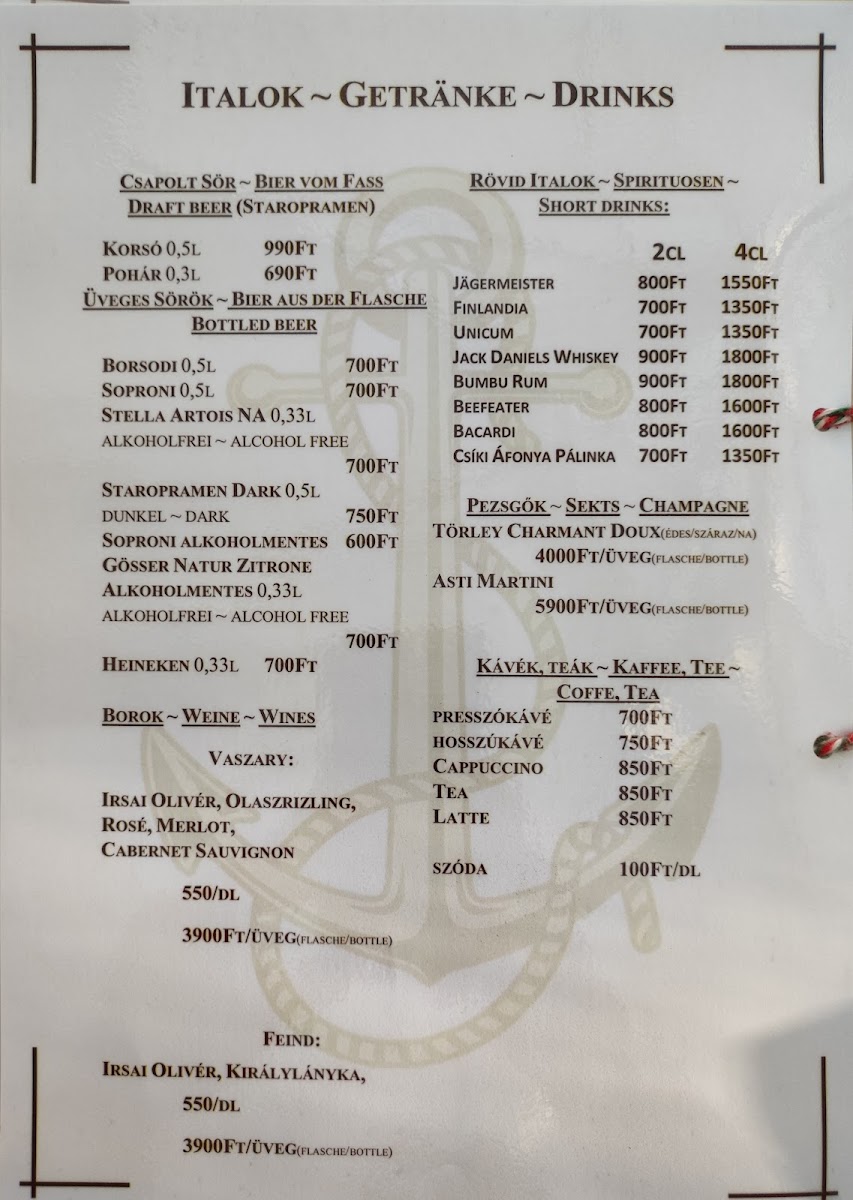 ITALOK ~ GETRÄNKE ~ DRINKS
CSAPOLT SÖR ~ BIER VOM FASS
DRAFT BEER (STAROPRAMEN)
KORSÓ 0,5L 990FT
POHÁR 0,3L 690FT
ÜVEGES SÖRÖK ~ BIER AUS DER FLASCHE
BOTTLED BEER
BORSODI 0,5L 700FT
SOPRONI 0,5L 700FT
STELLA ARTOIS NA 0,33L
ALKOHOLFREI ~ ALCOHOL FREE
700FT
STAROPRAMEN DARK 0,5L
DUNKEL ~ DARK 750FT
SOPRONI ALKOHOLMENTES 600FT
GÖSSER NATUR ZITRONE
ALKOHOLMENTES 0,33L
ALKOHOLFREI ~ ALCOHOL FREE
700FT
HEINEKEN 0,33L 700FT
BOROK ~ WEINE ~ WINES
VASZARY:
IRSAI OLIVÉR, OLASZRIZLING,
ROSÉ, MERLOT,
CABERNET SAUVIGNON
550/DL
3900FT/ÜVEG(FLASCHE/BOTTLE)
FEIND:
IRSAI OLIVÉR, KIRÁLYLÁNYKA,
550/DL
3900FT/ÜVEG(FLASCHE/BOTTLE)
RÖVID ITALOK ~ SPIRITUOSEN ~
SHORT DRINKS:
2CL 4CL
JÄGERMEISTER 800FT 1550FT
FINLANDIA 700FT 1350FT
UNICUM 700FT 1350FT
JACK DANIELS WHISKEY 900FT 1800FT
BUMBU RUM 900FT 1800FT
BEEFEATER 800FT 1600FT
BACARDI 800FT 1600FT
CSÍKI ÁFONYA PÁLINKA 700FT 1350FT
PEZSGŐK ~ SEKTS ~ CHAMPAGNE
TÖRLEY CHARMANT DOUX(ÉDES/SZÁRAZ/NA)
4000FT/ÜVEG(FLASCHE/BOTTLE)
ASTI MARTINI
5900FT/ÜVEG(FLASCHE/BOTTLE)
KÁVÉK, TEÁK ~ KAFFEE, TEE ~
COFFE, TEA
PRESSZÓKÁVÉ 700FT
HOSSZÚKÁVÉ 750FT
CAPPUCCINO 850FT
TEA 850FT
LATTE 850FT
SZÓDA 100FT/DL